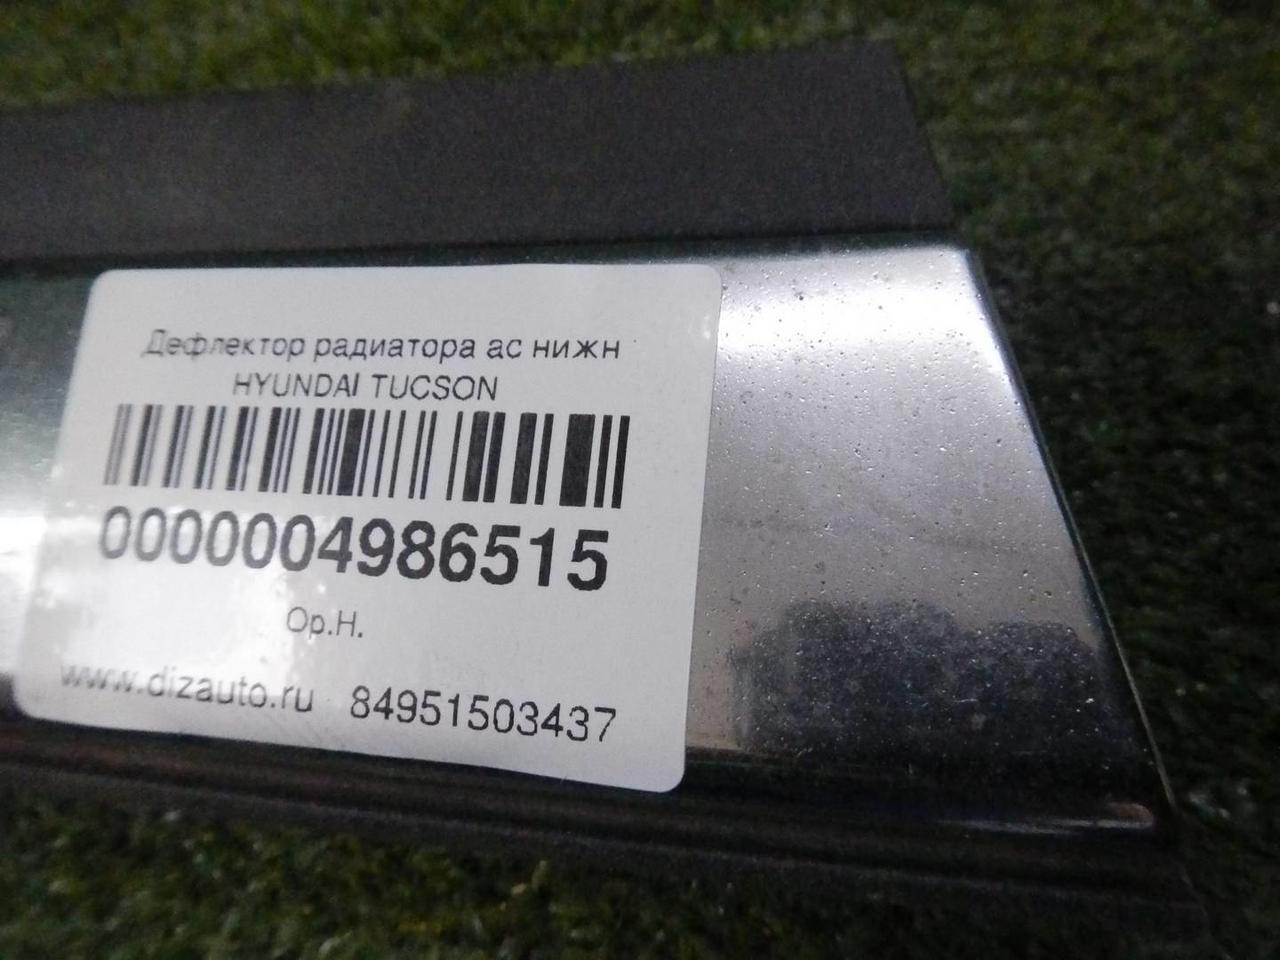 Дефлектор радиатора ас нижн
HYUNDAI TUCSON
0000004986515
Ор.Н.
www.dizauto.ru 84951503437